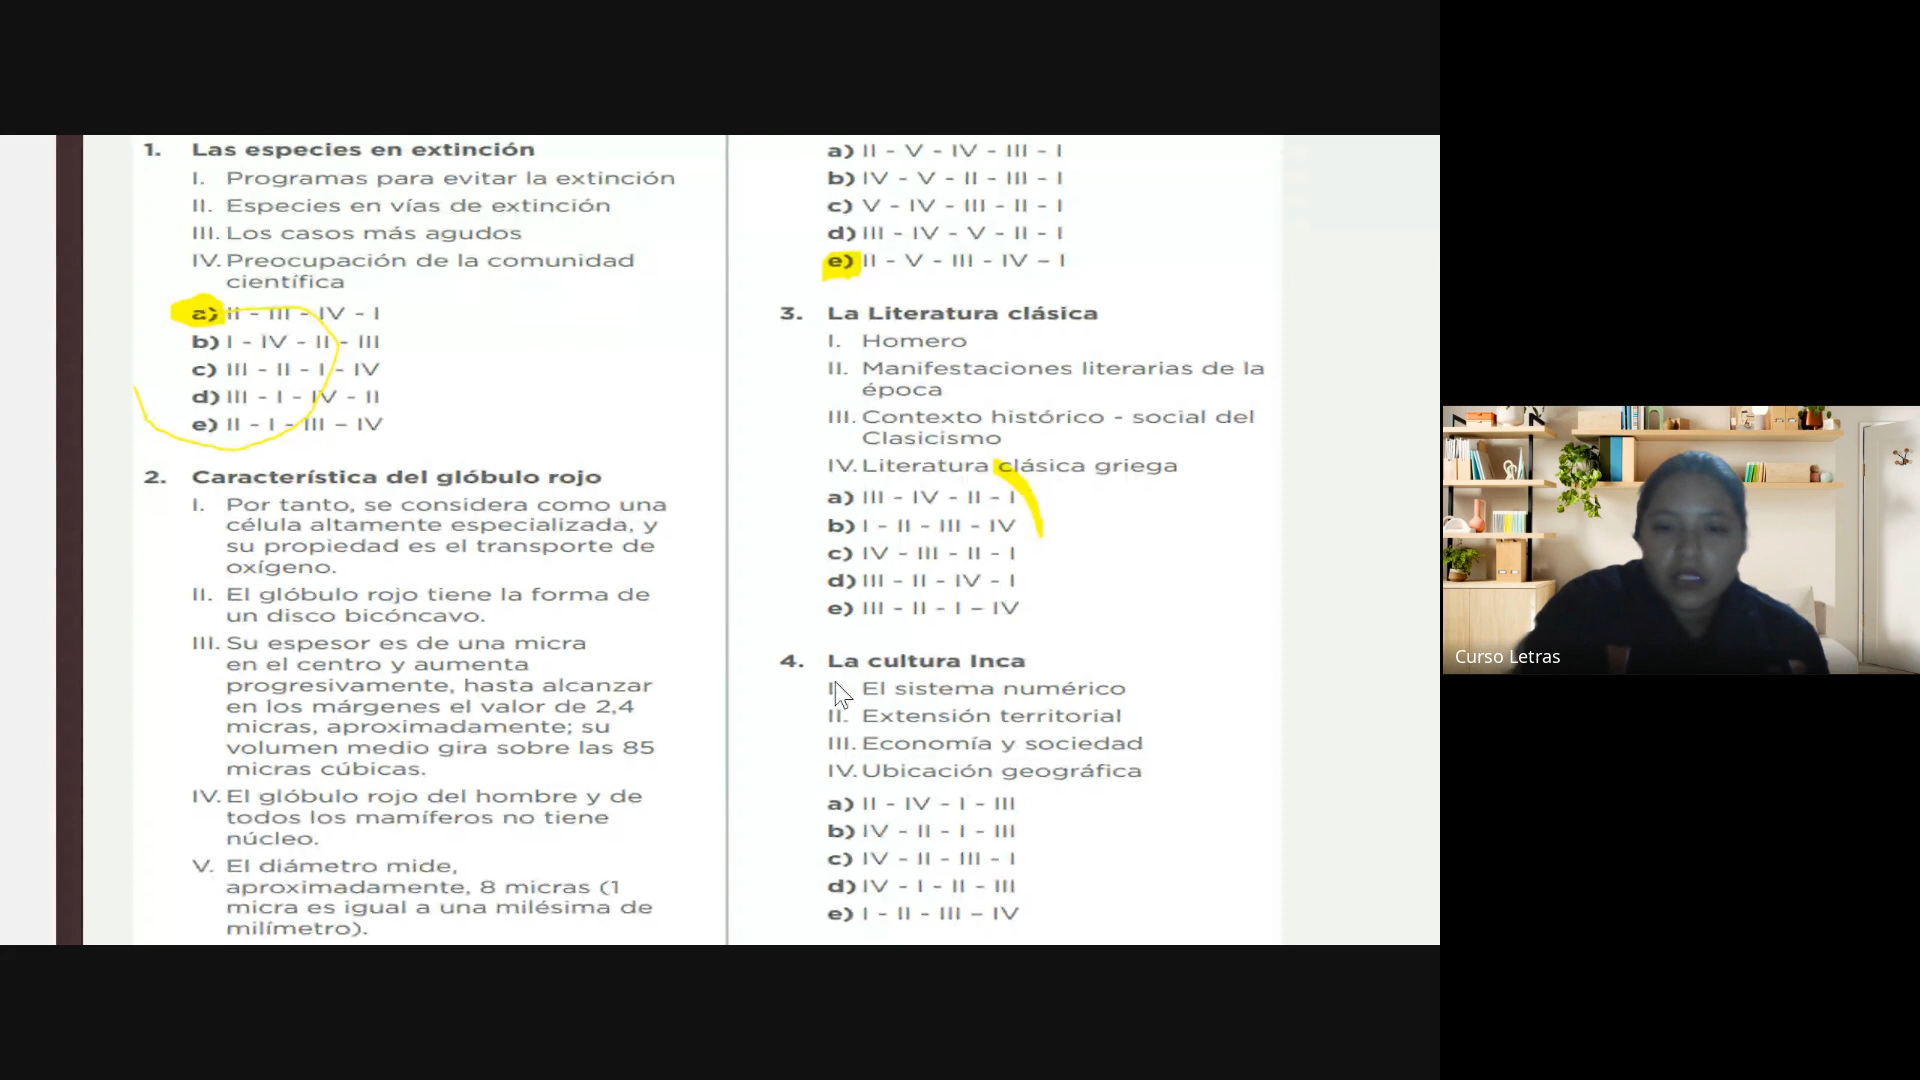 1. Las especies en extinción
I. Programas para evitar la extinción
II. Especies en vías de extinción
III. Los casos más agudos
IV. Preocupación de la comunidad
científica
a) II - III - IV - I
b) I - IV - II - III
c) III - II - I - IV
d) III - I - IV - II
e) II - I - III – IV
2. Característica del glóbulo rojo
I. Por tanto, se considera como una
célula altamente especializada, y
su propiedad es el transporte de
oxígeno.
II. El glóbulo rojo tiene la forma de
un disco bicóncavo.
III. Su espesor es de una micra
en el centro y aumenta
progresivamente, hasta alcanzar
en los márgenes el valor de 2,4
micras, aproximadamente; su
volumen medio gira sobre las 85
micras cúbicas.
IV. El glóbulo rojo del hombre y de
todos los mamíferos no tiene
núcleo.
V. El diámetro mide,
aproximadamente, 8 micras (1
micra es igual a una milésima de
milímetro).
a) II - V - IV - III - I
b) IV - V - II - III - I
c) V - IV - III - II - I
d) III - IV - V - II - I
e) II - V - III - IV – I
3. La Literatura clásica
I. Homero
II. Manifestaciones literarias de la
época
III. Contexto histórico - social del
Clasicismo
IV. Literatura clásica griega
a) III - IV - II - I
b) I - II - III - IV
c) IV - III - II - I
d) III - II - IV - I
e) III - II - I – IV
4. La cultura Inca
I. El sistema numérico
II. Extensión territorial
III. Economía y sociedad
IV. Ubicación geográfica
a) II - IV - I - III
b) IV - II - I - III
c) IV - II - III - I
d) IV - I - II - III
e) I - II - III – IV
Curso Letras